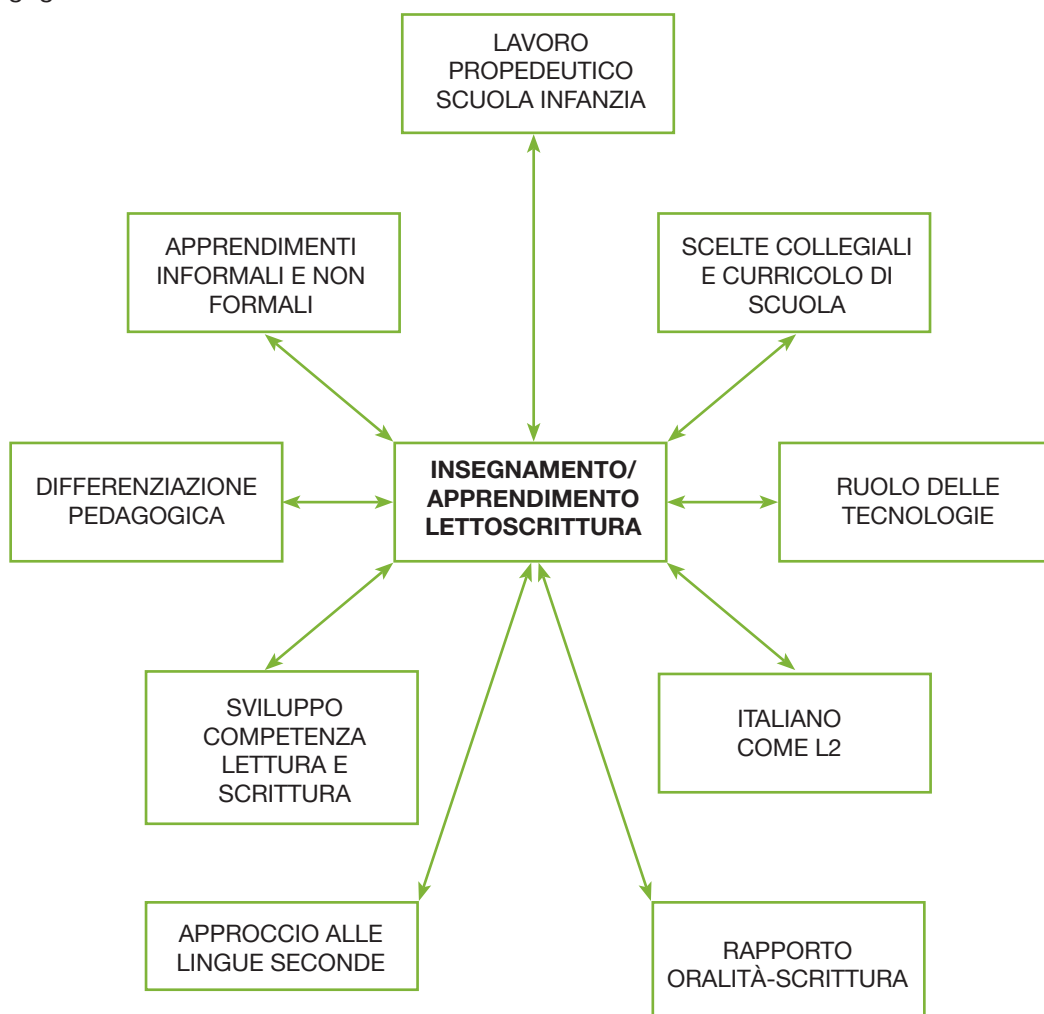 LAVORO
PROPEDEUTICO
SCUOLA INFANZIA
APPRENDIMENTI
INFORMALI E NON
FORMALI
SCELTE COLLEGIALI
E CURRICOLO DI
SCUOLA
DIFFERENZIAZIONE
PEDAGOGICA
INSEGNAMENTO/
APPRENDIMENTO
LETTOSCRITTURA
RUOLO DELLE
TECNOLOGIE
SVILUPPO
COMPETENZA
LETTURA E
SCRITTURA
ITALIANO
COME L2
APPROCCIO ALLE
LINGUE SECONDE
RAPPORTO
ORALITÀ-SCRITTURA